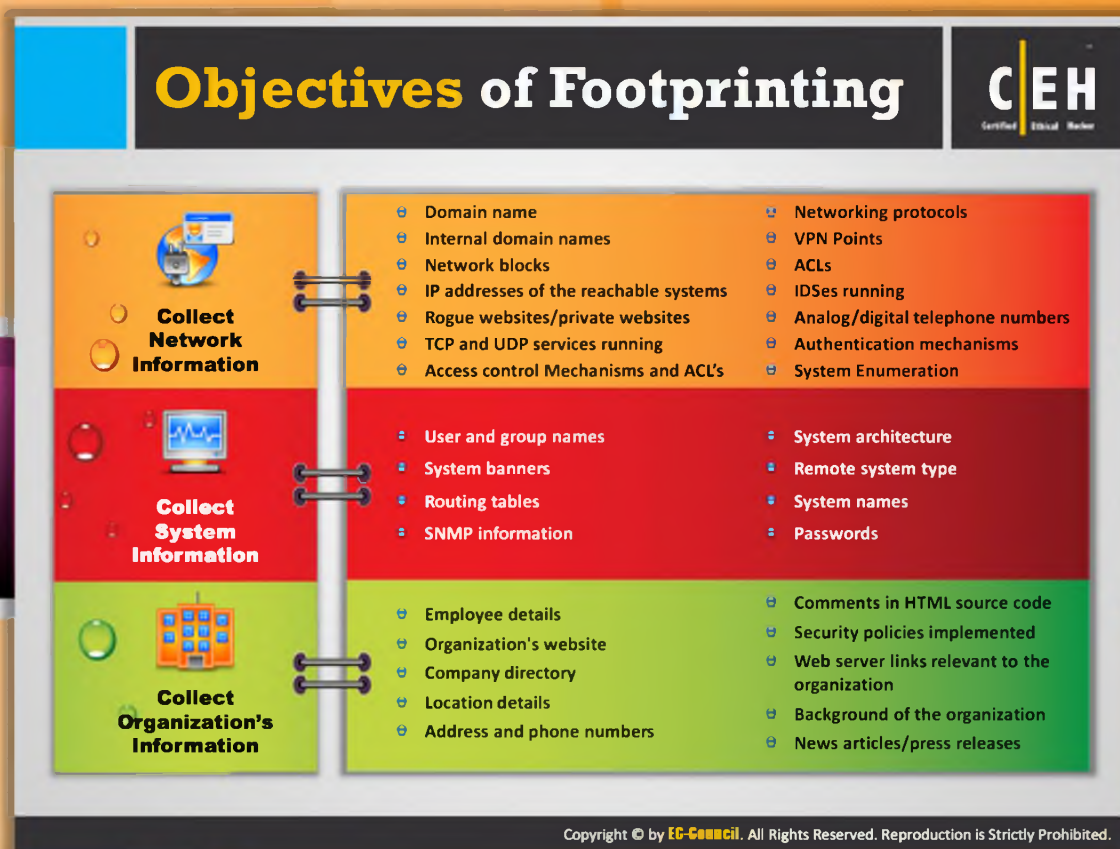 Objectives of Footprinting
C|EH
Certified Ethical Hacker
Collect
Network
Information
Domain name
Internal domain names
Network blocks
IP addresses of the reachable systems
Rogue websites/private websites
TCP and UDP services running
Access control Mechanisms and ACL's
Networking protocols
VPN Points
ACLs
IDSes running
Analog/digital telephone numbers
Authentication mechanisms
System Enumeration
Collect
System
Information
User and group names
System banners
Routing tables
SNMP information
System architecture
Remote system type
System names
Passwords
Collect
Organization's
Information
Employee details
Organization's website
Company directory
Location details
Address and phone numbers
Comments in HTML source code
Security policies implemented
Web server links relevant to the
organization
Background of the organization
News articles/press releases
Copyright © by EC-Council. All Rights Reserved. Reproduction is Strictly Prohibited.